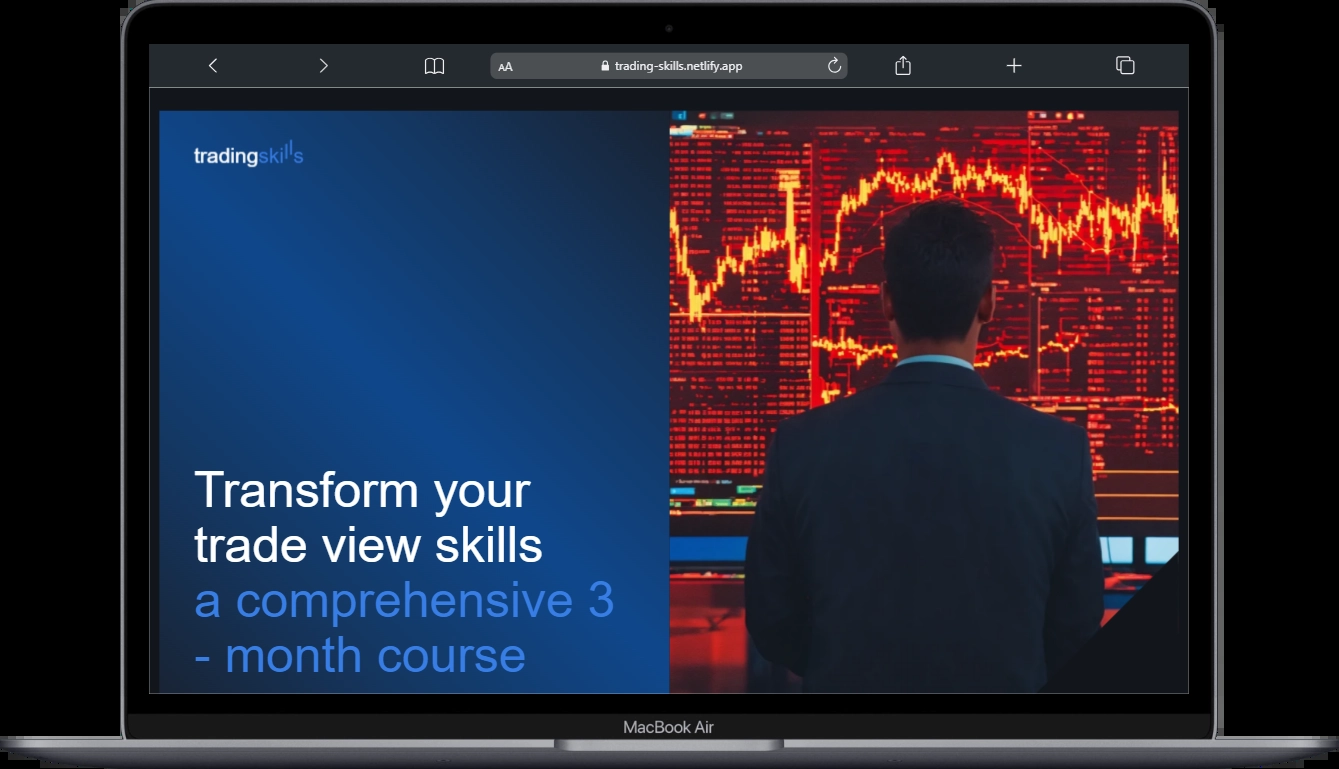 AA
trading-skills.netlify.app
tradingskills
Transform your
trade view skills
a comprehensive 3
- month course
MacBook Air